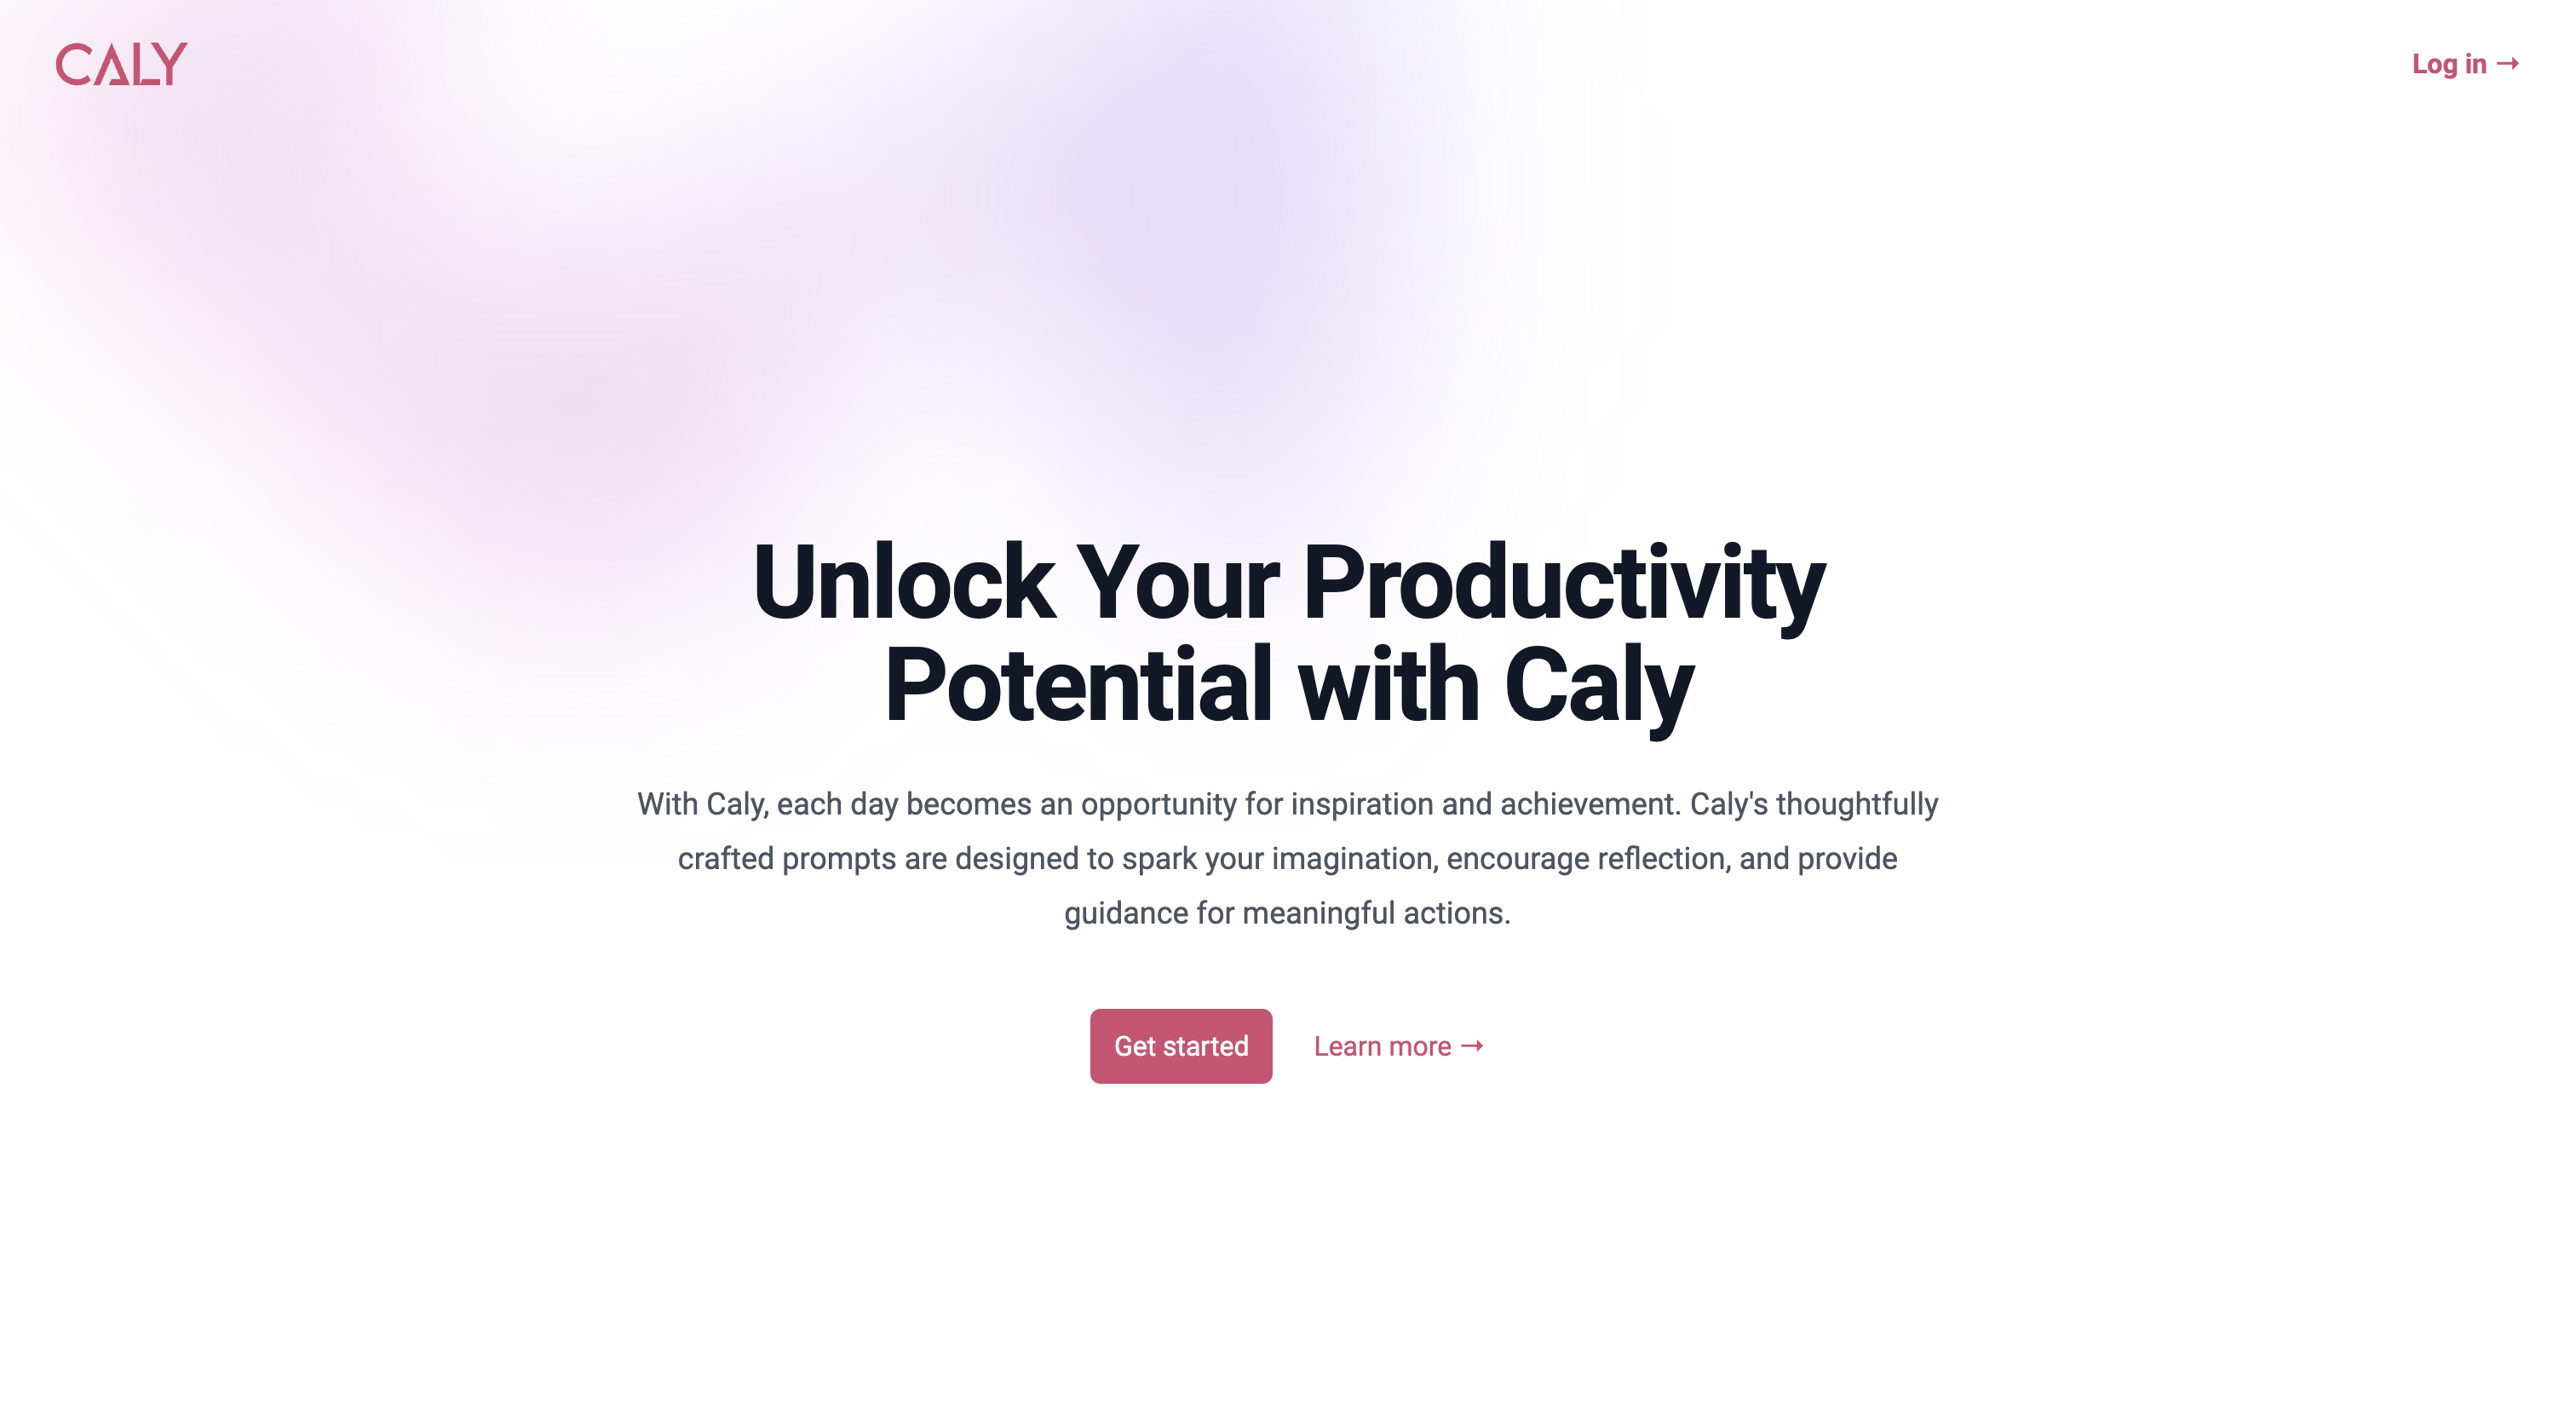 CALY
Log in →
Unlock Your Productivity
Potential with Caly
With Caly, each day becomes an opportunity for inspiration and achievement. Caly's thoughtfully
crafted prompts are designed to spark your imagination, encourage reflection, and provide
guidance for meaningful actions.
Get started
Learn more →